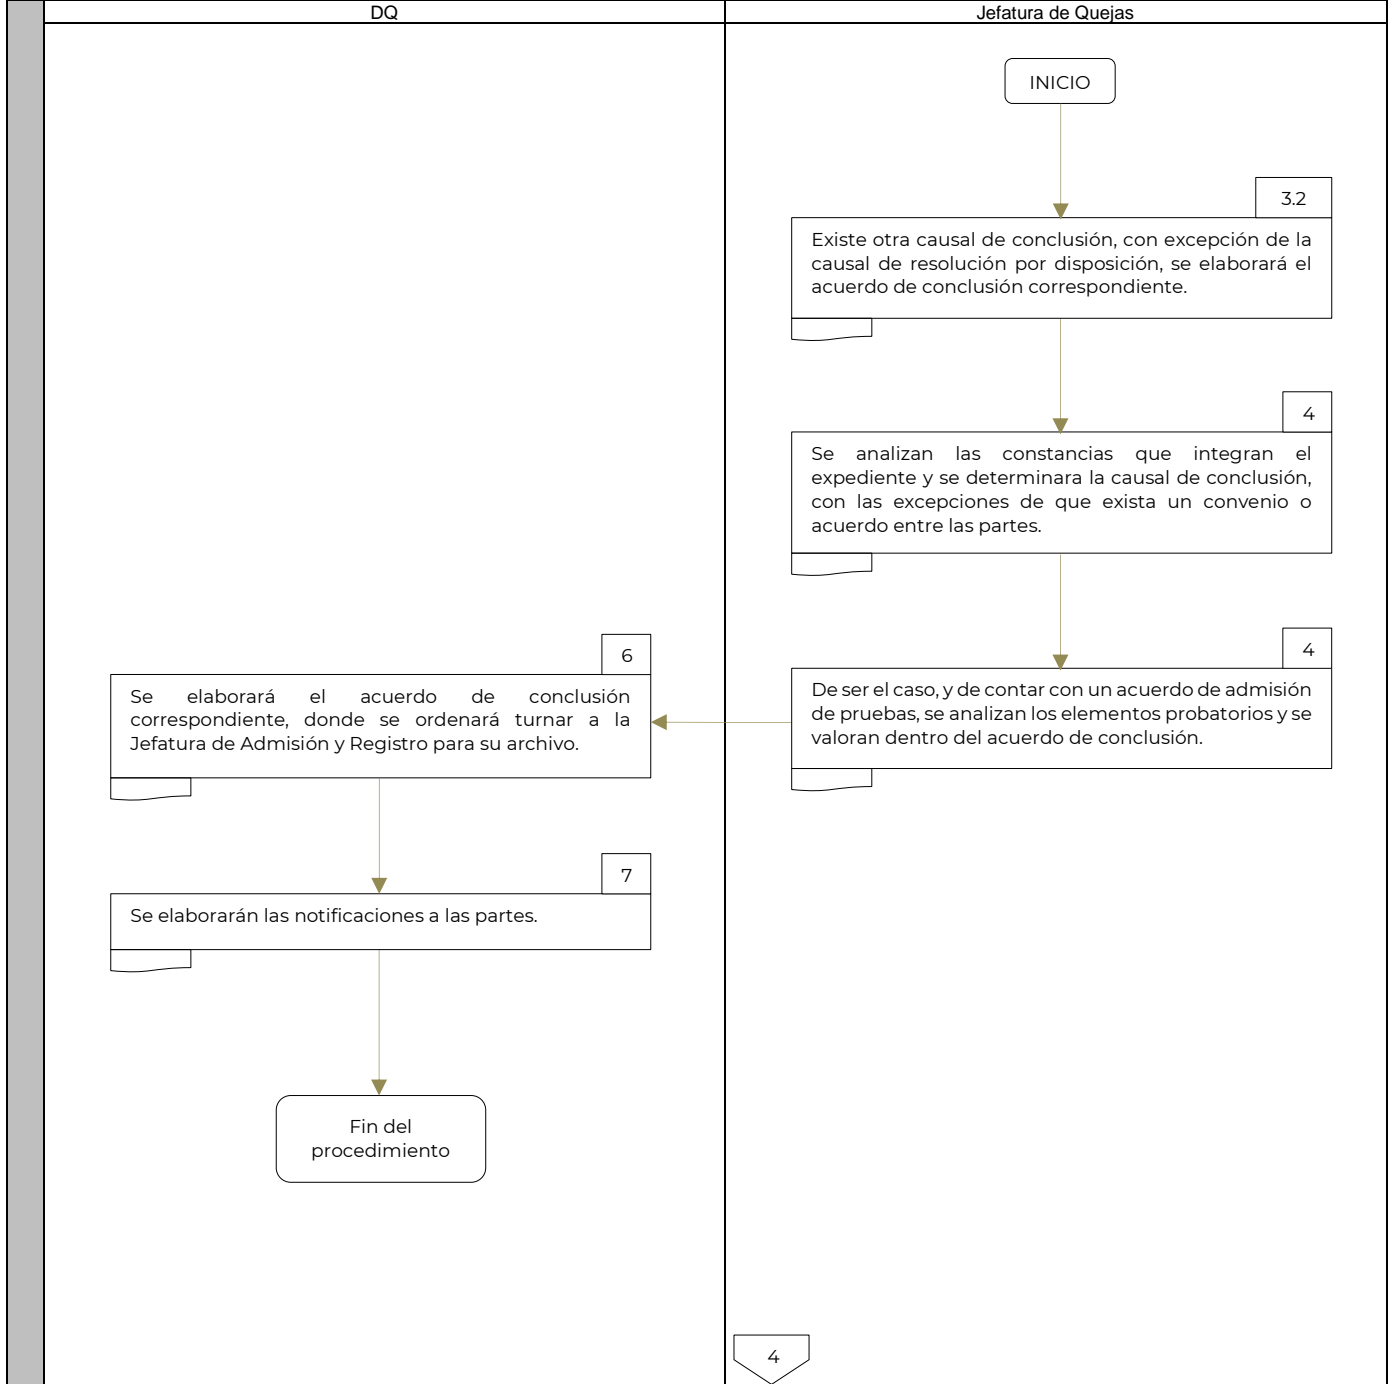 DQ
Jefatura de Quejas
INICIO
3.2
Existe otra causal de conclusión, con excepción de la
causal de resolución por disposición, se elaborará el
acuerdo de conclusión correspondiente.
4
Se analizan las constancias que integran el
expediente y se determinara la causal de conclusión,
con las excepciones de que exista un convenio o
acuerdo entre las partes.
4
De ser el caso, y de contar con un acuerdo de admisión
de pruebas, se analizan los elementos probatorios y se
valoran dentro del acuerdo de conclusión.
6
Se elaborará el acuerdo de conclusión
correspondiente, donde se ordenará turnar a la
Jefatura de Admisión y Registro para su archivo.
7
Se elaborarán las notificaciones a las partes.
Fin del
procedimiento
4